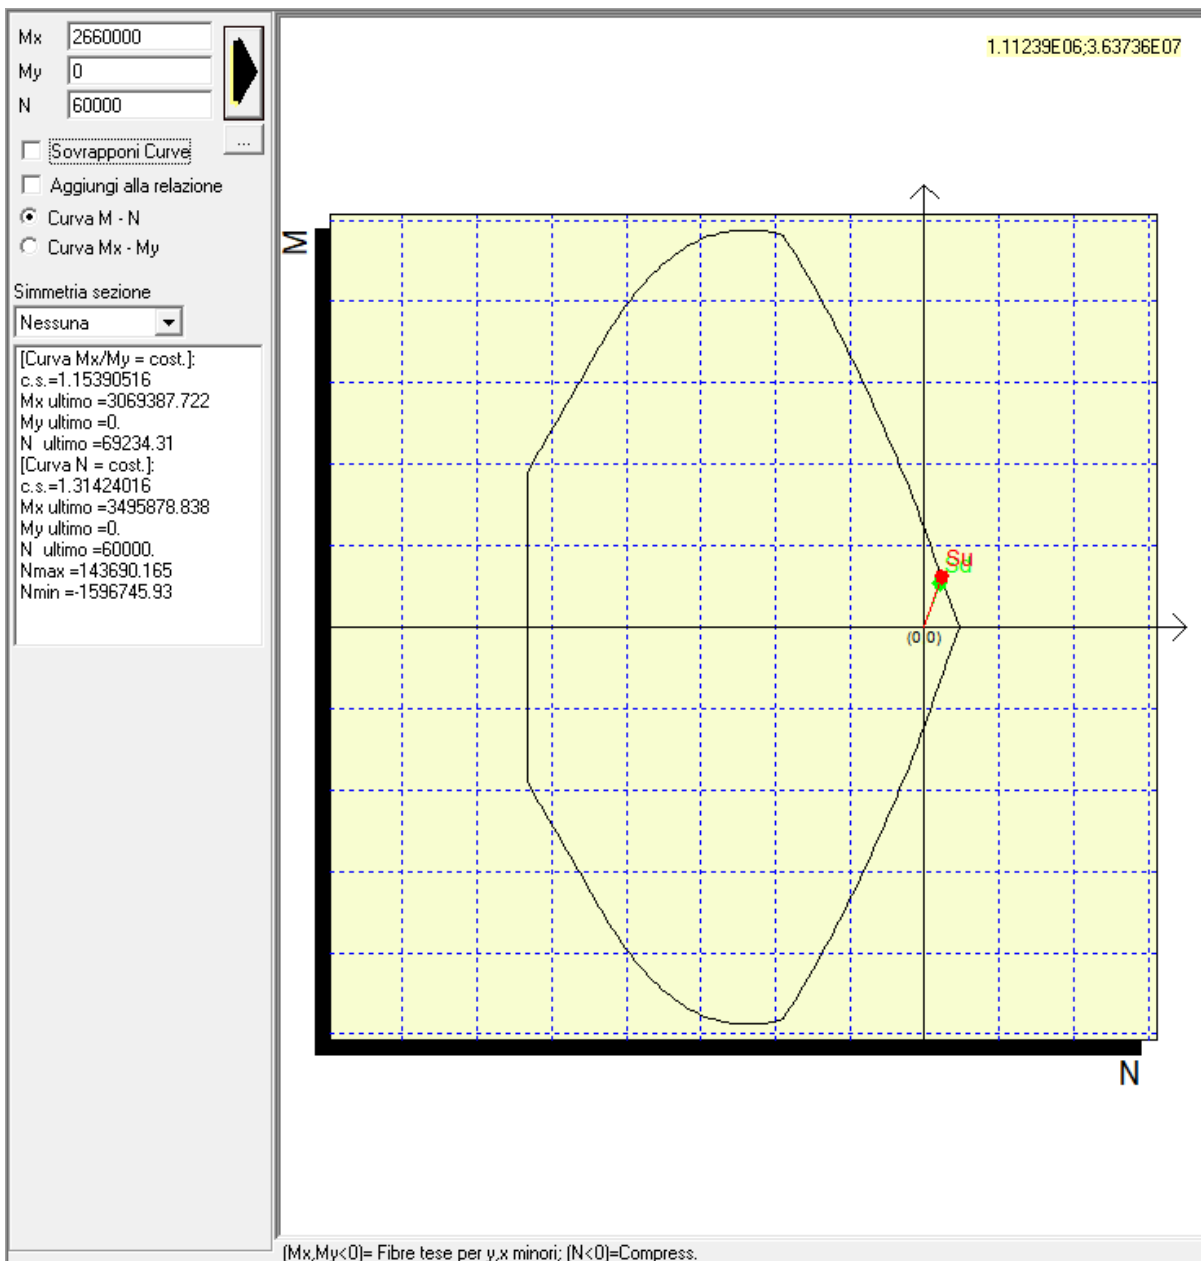 Mx 2660000
My 0
N 60000
...
Sovrapponi Curve
Aggiungi alla relazione
Curva M - N
Curva Mx - My
Simmetria sezione
Nessuna
[Curva Mx/My = cost.]:
c.s.=1.15390516
Mx ultimo =3069387.722
My ultimo =0.
N ultimo =69234.31
[Curva N = cost.]:
c.s.=1.31424016
Mx ultimo =3495878.838
My ultimo =0.
N ultimo =60000.
Nmax =143690.165
Nmin =-1596745.93
1.11239E06;3.63736E07
M
Su
Sd
(0;0)
N
(Mx,My<0)= Fibre tese per y,x minori; (N<0)=Compress.